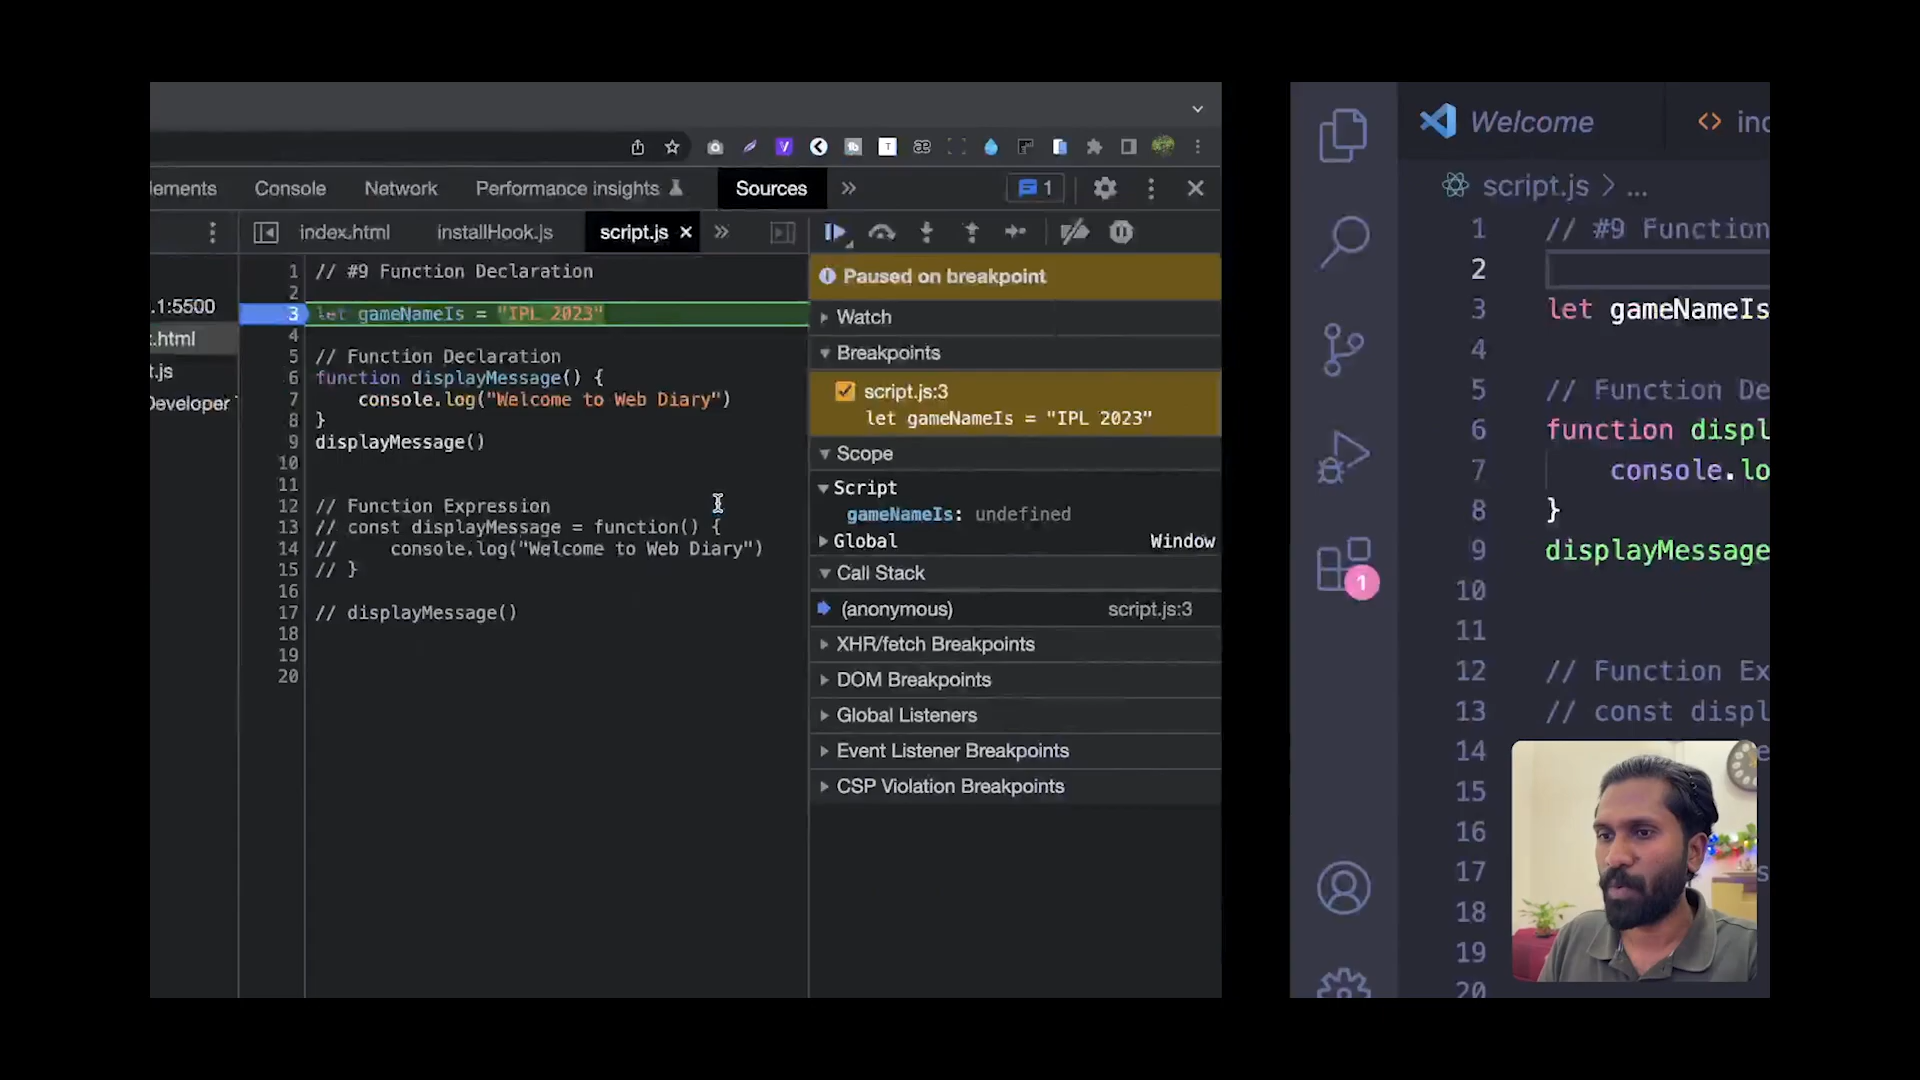 lements Console Network Performance insights Sources 1
index.html installHook.js script.js
.1:5500
.html
t.js
Developer
1 // #9 Function Declaration
2
3 let gameNameIs = "IPL 2023"
4
5 // Function Declaration
6 function displayMessage() {
7 console.log("Welcome to Web Diary")
8 }
9 displayMessage()
10
11
12 // Function Expression
13 // const displayMessage = function() {
14 // console.log("Welcome to Web Diary")
15 // }
16
17 // displayMessage()
18
19
20
Paused on breakpoint
Watch
Breakpoints
script.js:3
let gameNameIs = "IPL 2023"
Scope
Script
gameNameIs: undefined
Global Window
Call Stack
(anonymous) script.js:3
XHR/fetch Breakpoints
DOM Breakpoints
Global Listeners
Event Listener Breakpoints
CSP Violation Breakpoints
Welcome <> ind
script.js > ...
1 // #9 Function
2
3 let gameNameIs
4
5 // Function De
6 function displ
7 console.lo
8 }
9 displayMessage
10
11
12 // Function Ex
13 // const displ
14
15
16
17
18
19
20
1